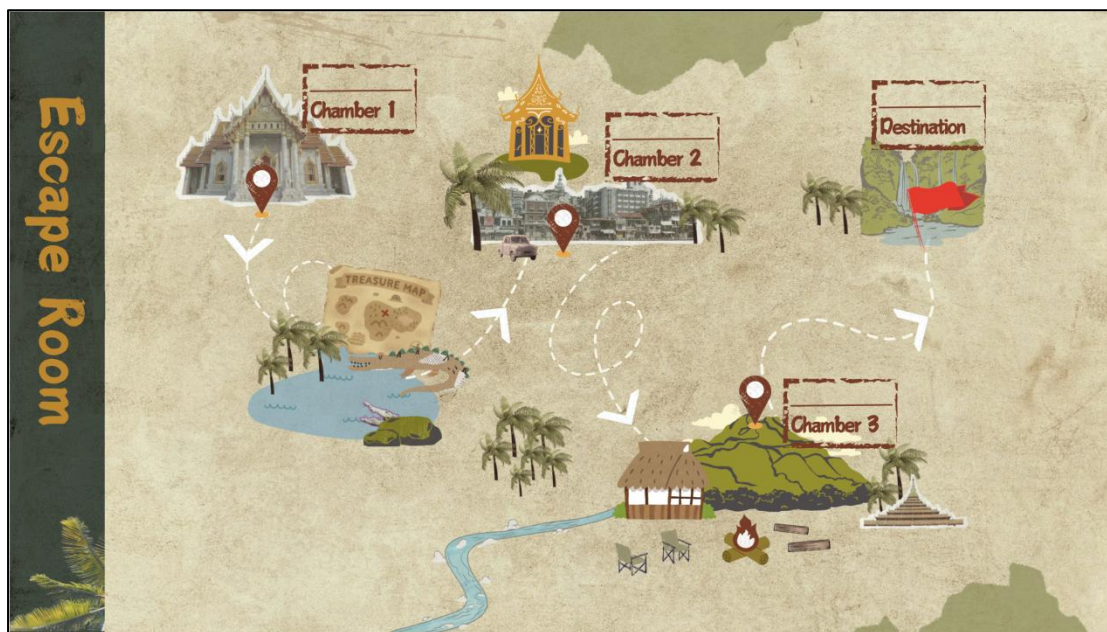 Escape Room
Chamber 1
Chamber 2
Destination
TREASURE MAP
Chamber 3